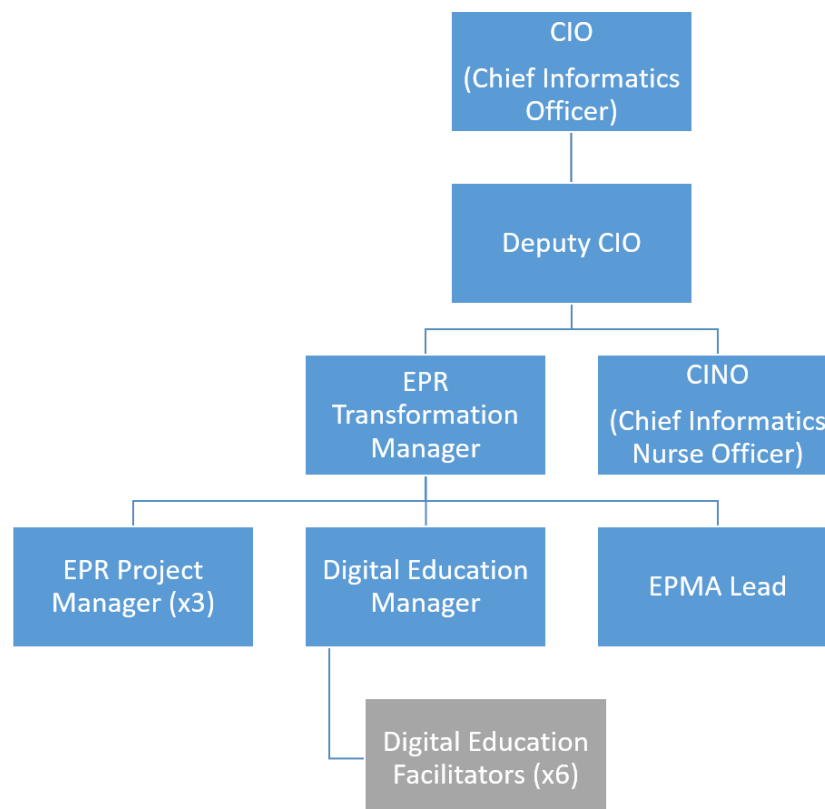 CIO
(Chief Informatics
Officer)
Deputy CIO
EPR
Transformation
Manager
CINO
(Chief Informatics
Nurse Officer)
EPR Project
Manager (x3)
Digital Education
Manager
EPMA Lead
Digital Education
Facilitators (x6)